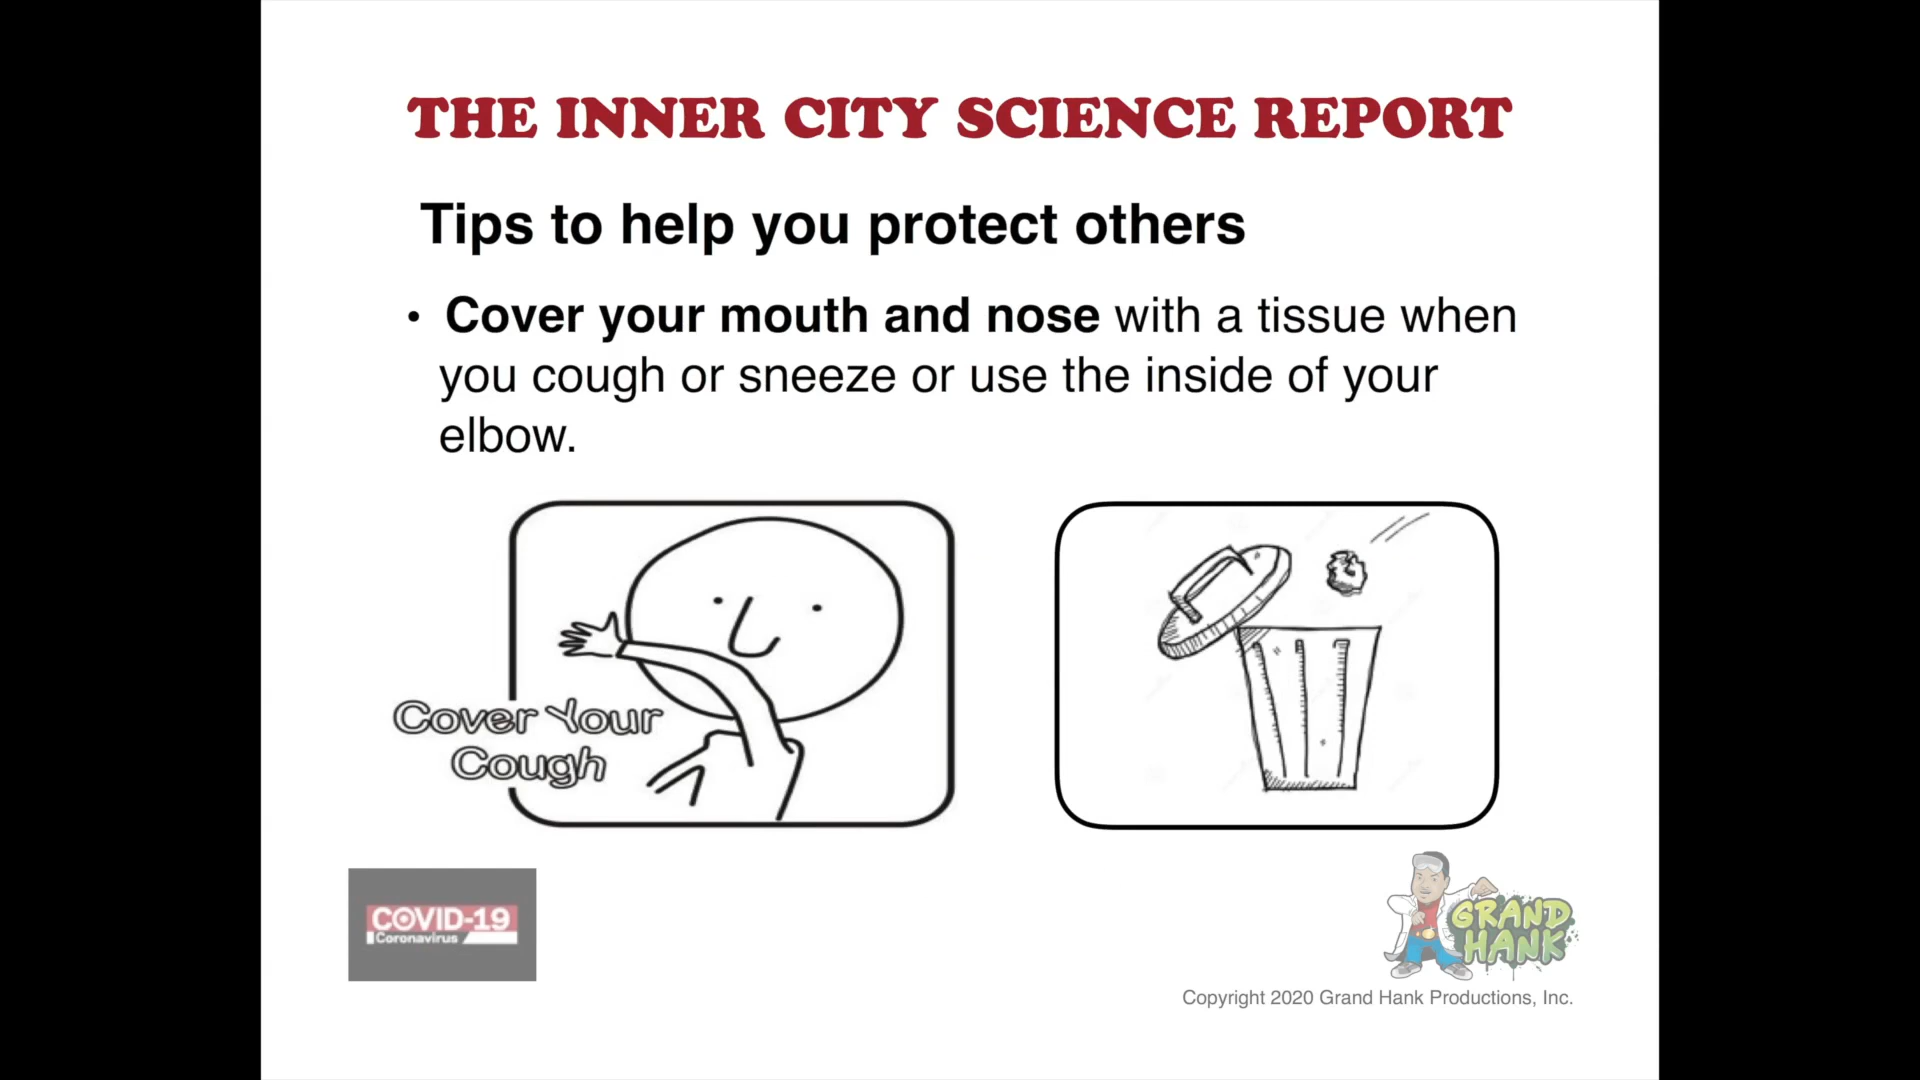 THE INNER CITY SCIENCE REPORT
Tips to help you protect others
• Cover your mouth and nose with a tissue when
you cough or sneeze or use the inside of your
elbow.
Cover Your
Cough
COVID-19
Coronavirus
GRAND
HANK
Copyright 2020 Grand Hank Productions, Inc.